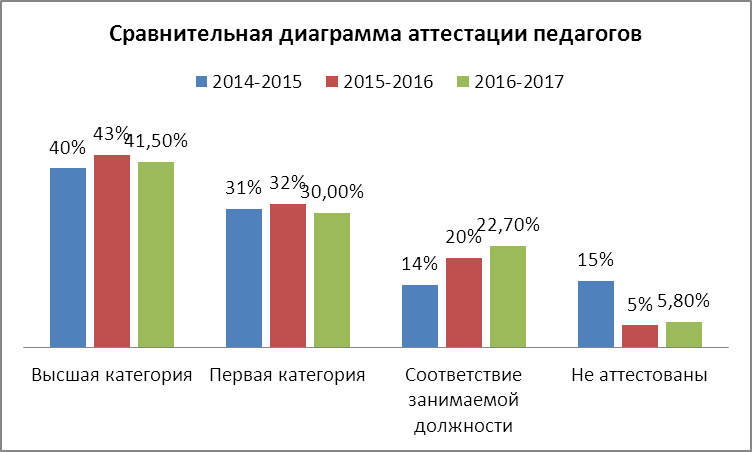 Сравнительная диаграмма аттестации педагогов
2014-2015 2015-2016 2016-2017
40% 43% 41,50%
31% 32% 30,00%
14% 20% 22,70%
15% 5% 5,80%
Высшая категория
Первая категория
Соответствие
занимаемой
должности
Не аттестованы